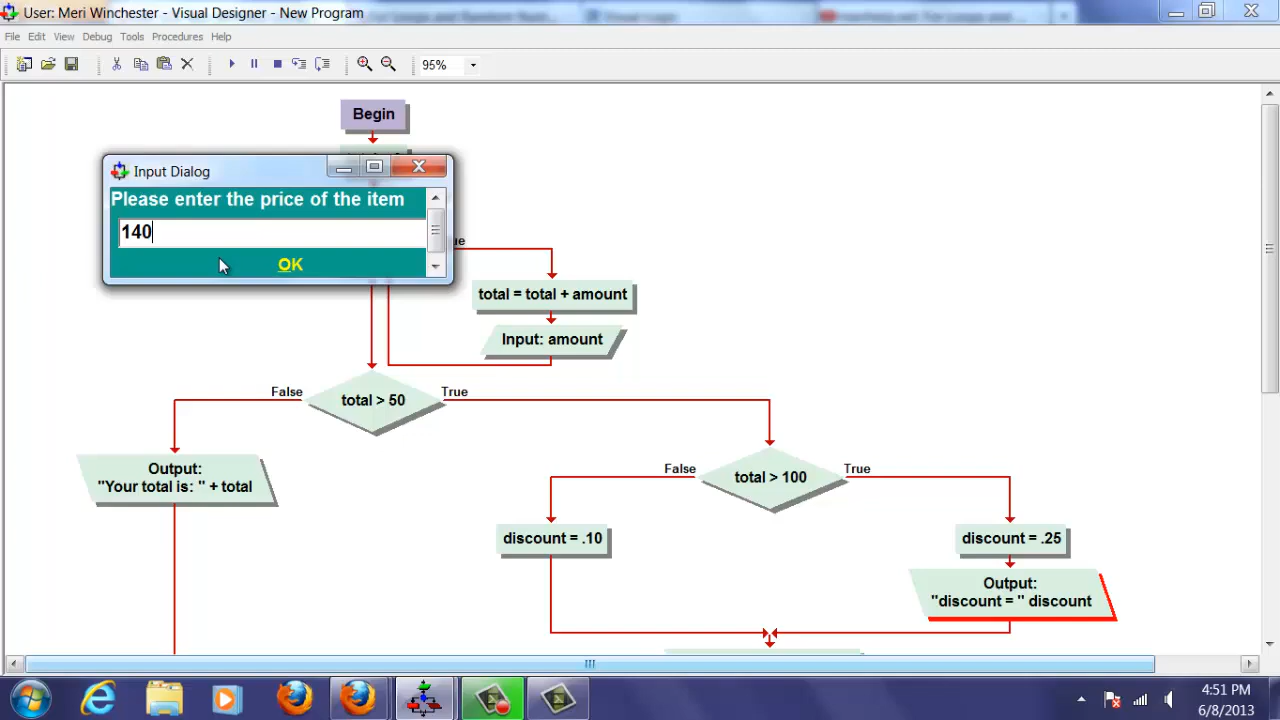 User: Meri Winchester - Visual Designer - New Program
File Edit View Debug Tools Procedures Help
95%
Begin
Input Dialog
Please enter the price of the item
140
OK
total = total + amount
Input: amount
False
total > 50
True
Output:
"Your total is: " + total
False
total > 100
True
discount = .10
discount = .25
Output:
"discount = " discount
4:51 PM
6/8/2013